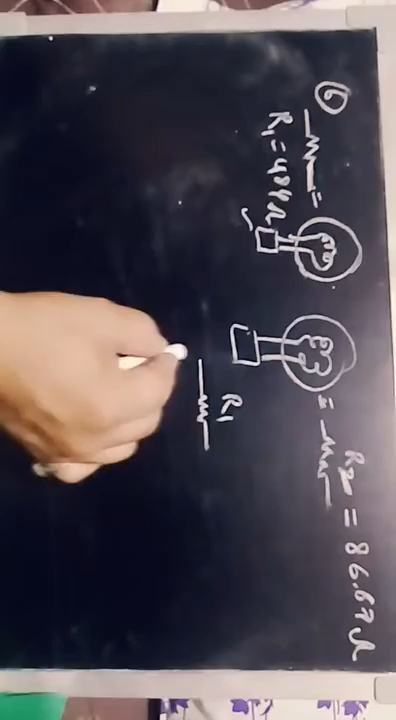 6 R₂ = 86.67Ω
= =
R₁ = 484Ω
R₁